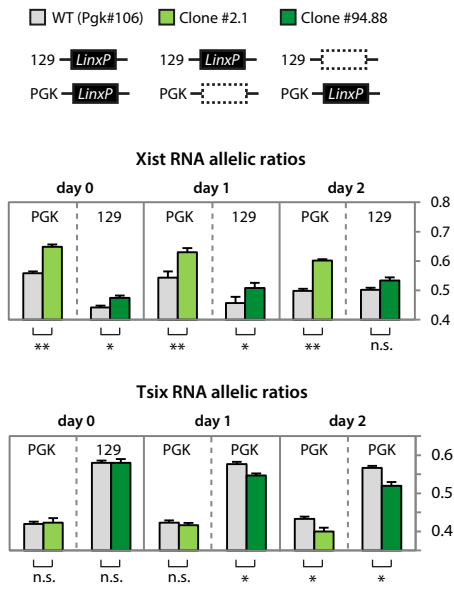 WT (Pgk#106) Clone #2.1 Clone #94.88
129 LinxP 129 LinxP 129
PGK LinxP PGK PGK LinxP
Xist RNA allelic ratios
day 0 day 1 day 2
PGK 129 PGK 129 PGK 129
0.8
0.7
0.6
0.5
0.4
** * ** * ** n.s.
Tsix RNA allelic ratios
day 0 day 1 day 2
PGK 129 PGK PGK PGK PGK
0.6
0.5
0.4
n.s. n.s. n.s. * * *